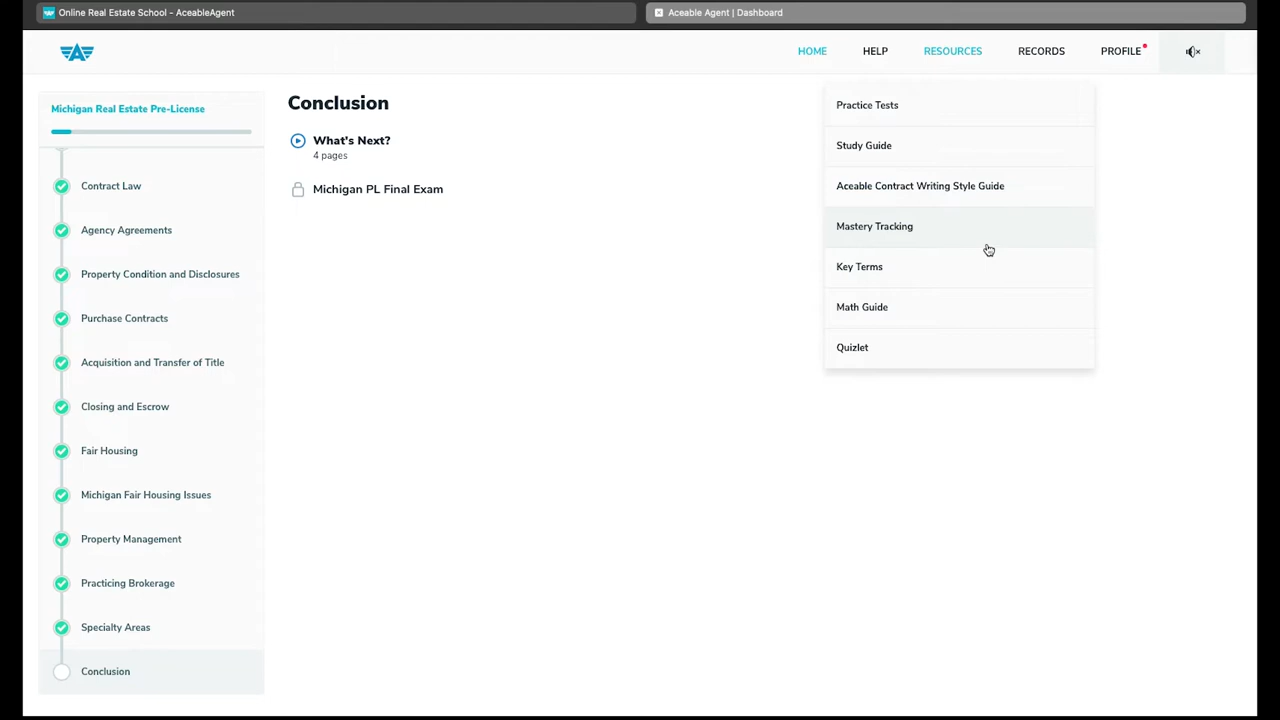 Online Real Estate School - AceableAgent
Aceable Agent | Dashboard
HOME
HELP
RESOURCES
RECORDS
PROFILE
Michigan Real Estate Pre-License
Contract Law
Agency Agreements
Property Condition and Disclosures
Purchase Contracts
Acquisition and Transfer of Title
Closing and Escrow
Fair Housing
Michigan Fair Housing Issues
Property Management
Practicing Brokerage
Specialty Areas
Conclusion
Conclusion
What's Next?
4 pages
Michigan PL Final Exam
Practice Tests
Study Guide
Aceable Contract Writing Style Guide
Mastery Tracking
Key Terms
Math Guide
Quizlet